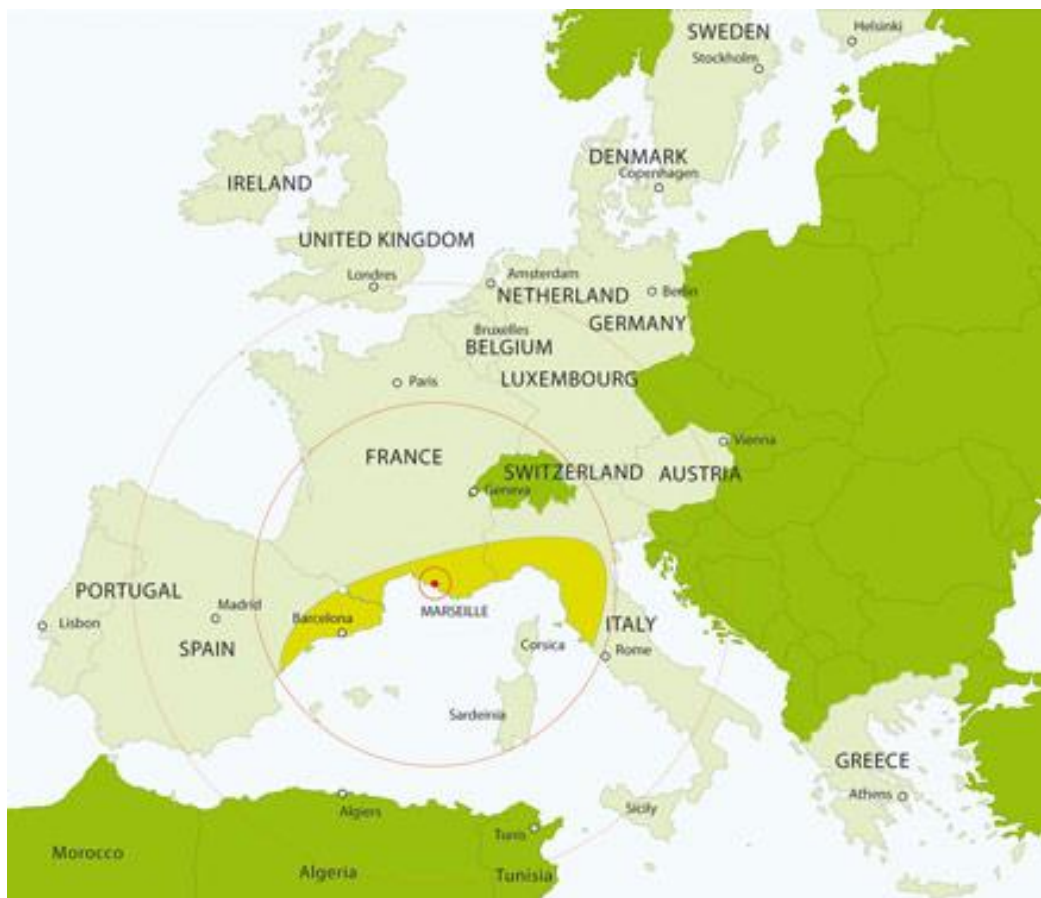 SWEDEN
Helsinki
Stockholm
DENMARK
Copenhagen
IRELAND
UNITED KINGDOM
Londres
Amsterdam
NETHERLAND
Berlin
GERMANY
Bruxelles
BELGIUM
LUXEMBOURG
Paris
Vienna
FRANCE
SWITZERLAND
AUSTRIA
Geneva
PORTUGAL
Madrid
Lisbon
Barcelona
MARSEILLE
ITALY
SPAIN
Corsica
Rome
Sardeinia
GREECE
Athens
Sicily
Algiers
Tunis
Morocco
Algeria
Tunisia